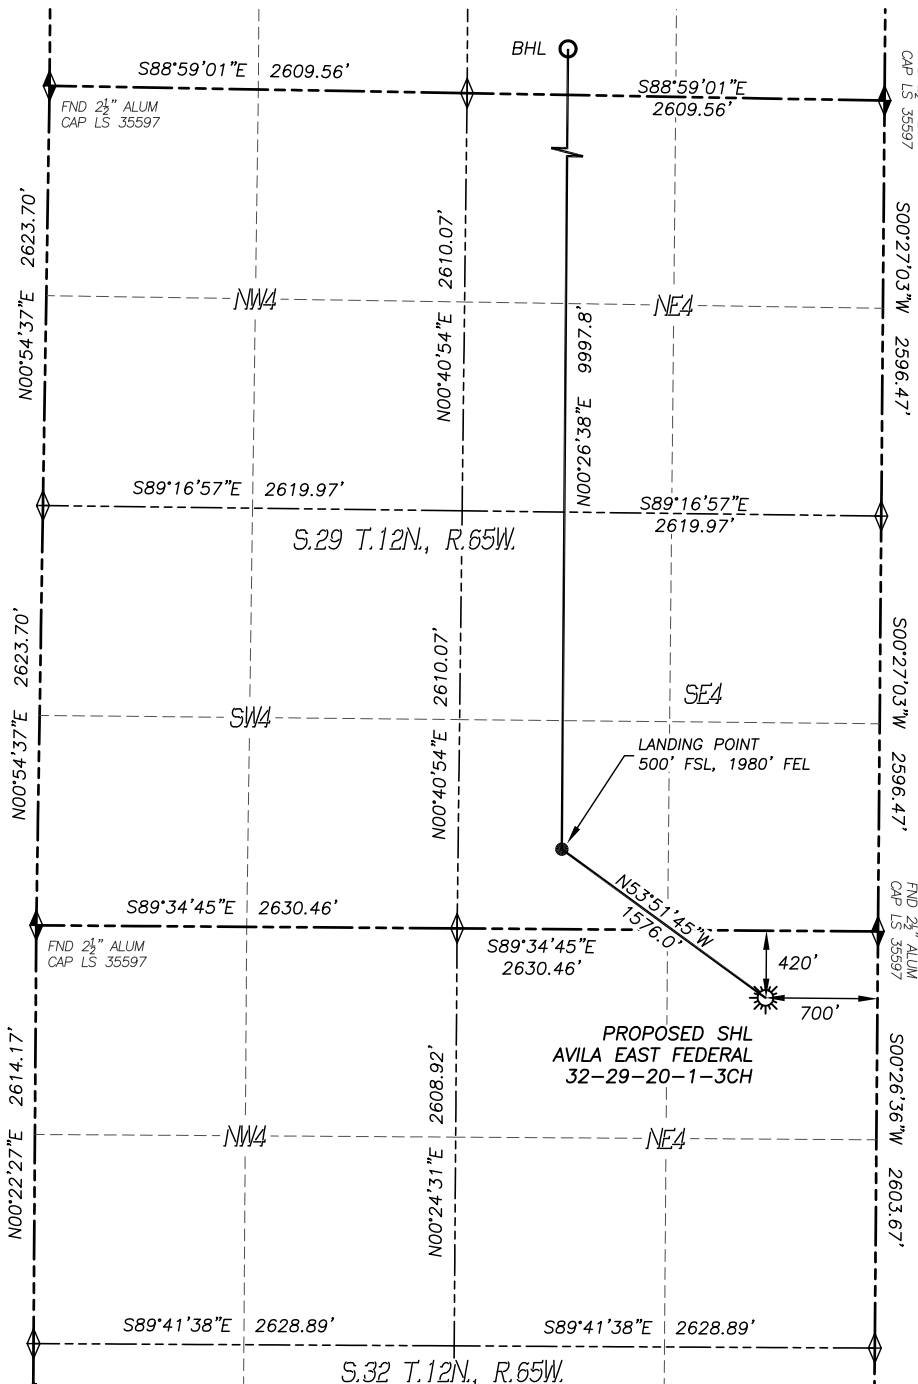 BHL
S88°59'01"E 2609.56'
S88°59'01"E
2609.56'
FND 2½" ALUM
CAP LS 35597
CAP LS 35597
N00°54'37"E 2623.70'
N00°40'54"E 2610.07'
S00°27'03"W 2596.47'
NW4
NE4
N00°26'38"E 9997.8'
S89°16'57"E 2619.97'
S89°16'57"E
2619.97'
S.29 T.12N., R.65W.
N00°54'37"E 2623.70'
N00°40'54"E 2610.07'
S00°27'03"W 2596.47'
SW4
SE4
LANDING POINT
500' FSL, 1980' FEL
N53°51'45"W
1576.0'
S89°34'45"E 2630.46'
S89°34'45"E
2630.46'
FND 2½" ALUM
CAP LS 35597
FND 2½" ALUM
CAP LS 35597
420'
700'
PROPOSED SHL
AVILA EAST FEDERAL
32-29-20-1-3CH
N00°22'27"E 2614.17'
N00°24'31"E 2608.92'
S00°26'36"W 2603.67'
NW4
NE4
S89°41'38"E 2628.89'
S89°41'38"E 2628.89'
S.32 T.12N., R.65W.